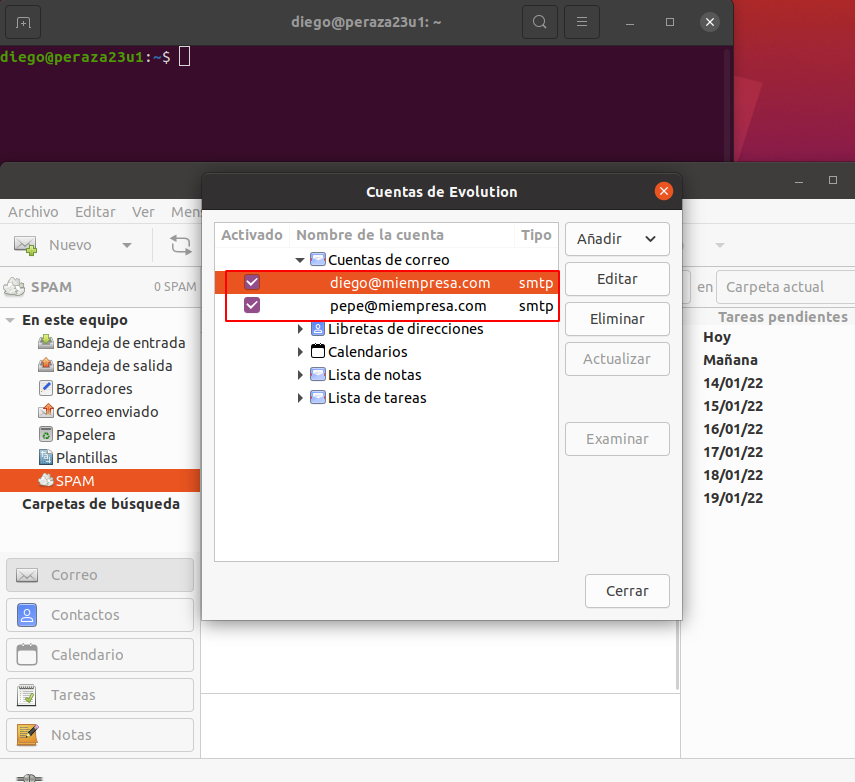 diego@peraza23u1: ~
diego@peraza23u1:~$
Cuentas de Evolution
Archivo Editar Ver Men
Nuevo
SPAM 0 SPAM
en Carpeta actual
En este equipo
Bandeja de entrada
Bandeja de salida
Borradores
Correo enviado
Papelera
Plantillas
SPAM
Carpetas de búsqueda
Correo
Contactos
Calendario
Tareas
Notas
Activado Nombre de la cuenta Tipo
Cuentas de correo
diego@miempresa.com smtp
pepe@miempresa.com smtp
Libretas de direcciones
Calendarios
Lista de notas
Lista de tareas
Añadir
Editar
Eliminar
Actualizar
Examinar
Cerrar
Tareas pendientes
Hoy
Mañana
14/01/22
15/01/22
16/01/22
17/01/22
18/01/22
19/01/22